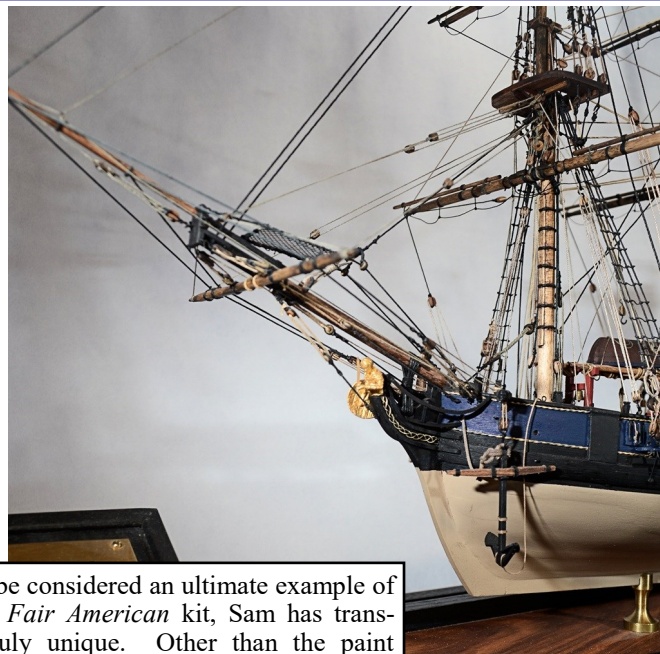 be considered an ultimate example of
Fair American kit, Sam has trans-
uly unique. Other than the paint